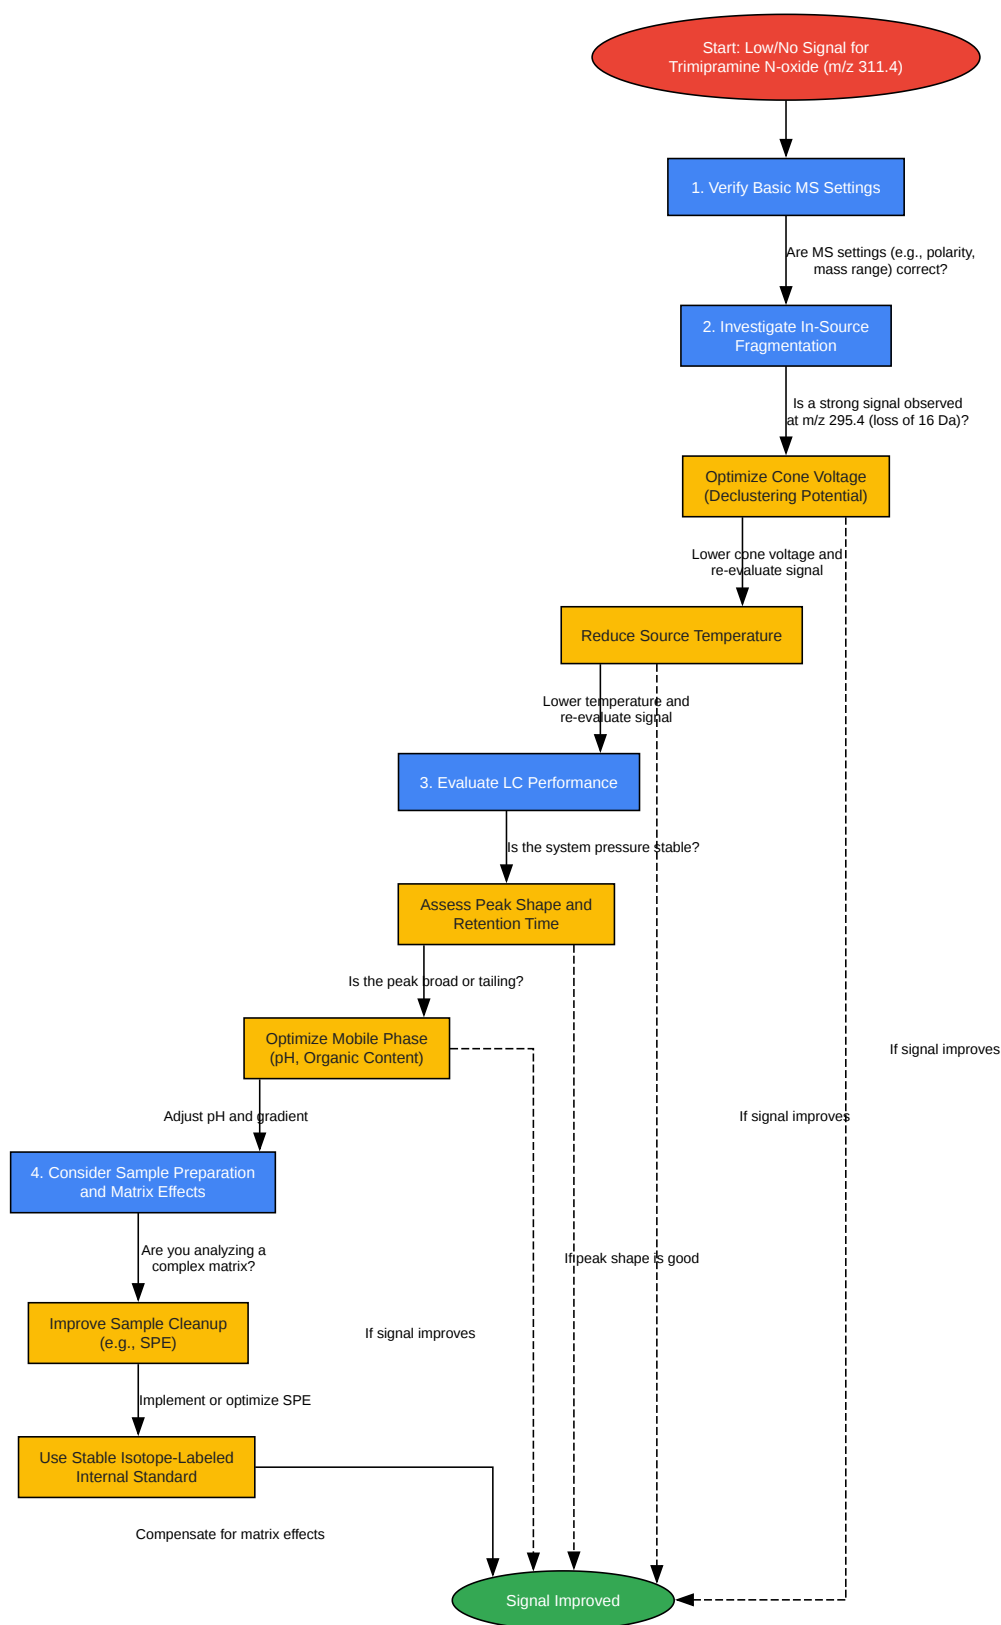 Start: Low/No Signal for
Trimipramine N-oxide (m/z 311.4)
1. Verify Basic MS Settings
Are MS settings (e.g., polarity,
mass range) correct?
2. Investigate In-Source
Fragmentation
Is a strong signal observed
at m/z 295.4 (loss of 16 Da)?
Optimize Cone Voltage
(Declustering Potential)
Lower cone voltage and
re-evaluate signal
Reduce Source Temperature
Lower temperature and
re-evaluate signal
3. Evaluate LC Performance
Is the system pressure stable?
Assess Peak Shape and
Retention Time
Is the peak broad or tailing?
Optimize Mobile Phase
(pH, Organic Content)
If signal improves
Adjust pH and gradient
If signal improves
4. Consider Sample Preparation
and Matrix Effects
Are you analyzing a
complex matrix?
If peak shape is good
Improve Sample Cleanup
(e.g., SPE)
If signal improves
Implement or optimize SPE
Use Stable Isotope-Labeled
Internal Standard
Compensate for matrix effects
Signal Improved